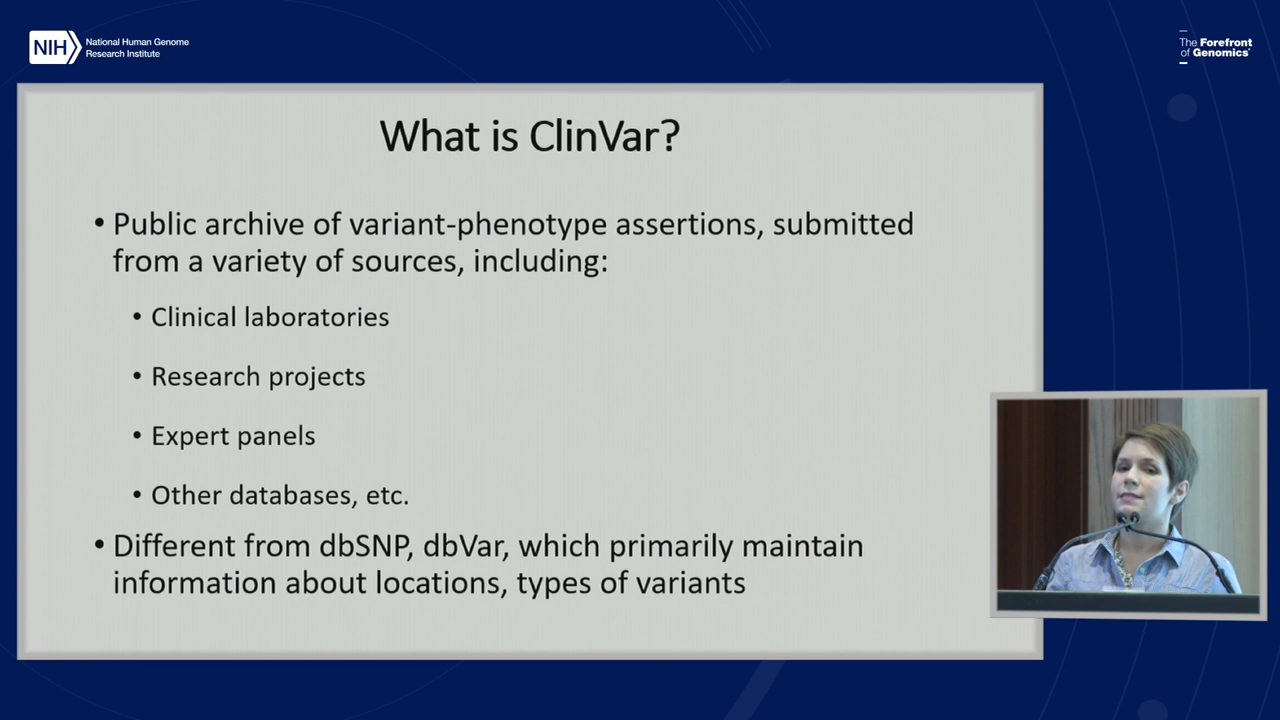 NIH
National Human Genome
Research Institute
The Forefront
of Genomics®
What is ClinVar?
• Public archive of variant-phenotype assertions, submitted
from a variety of sources, including:
• Clinical laboratories
• Research projects
• Expert panels
• Other databases, etc.
• Different from dbSNP, dbVar, which primarily maintain
information about locations, types of variants